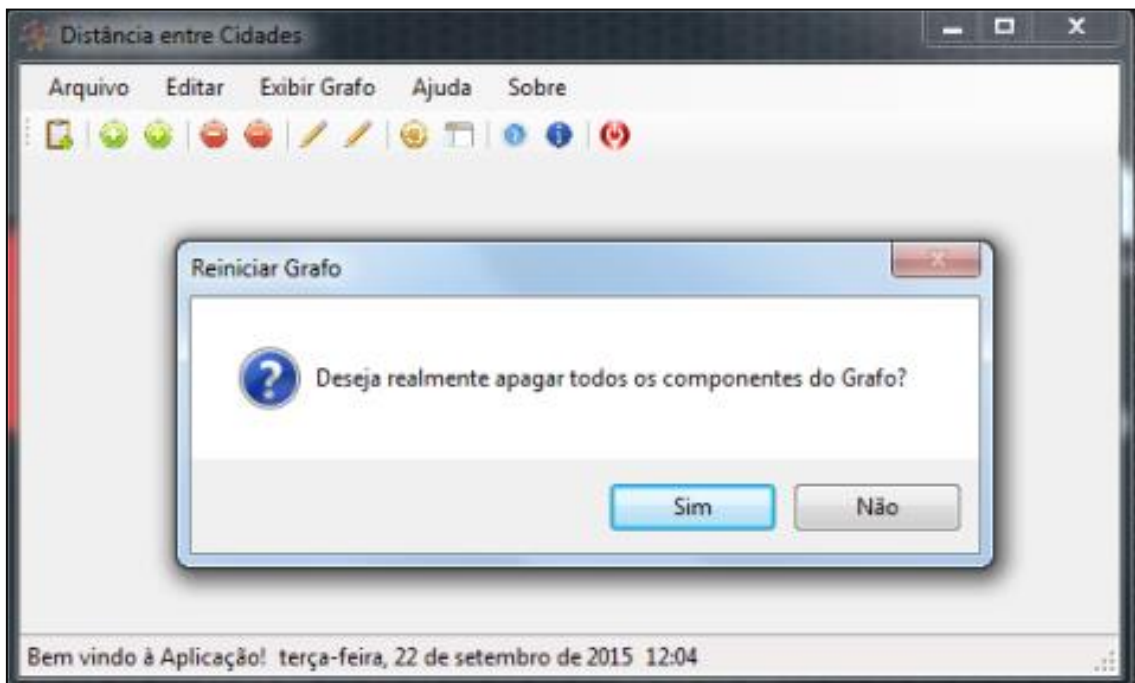 Distância entre Cidades
Arquivo Editar Exibir Grafo Ajuda Sobre
Reiniciar Grafo
Deseja realmente apagar todos os componentes do Grafo?
Sim Não
Bem vindo à Aplicação! terça-feira, 22 de setembro de 2015 12:04